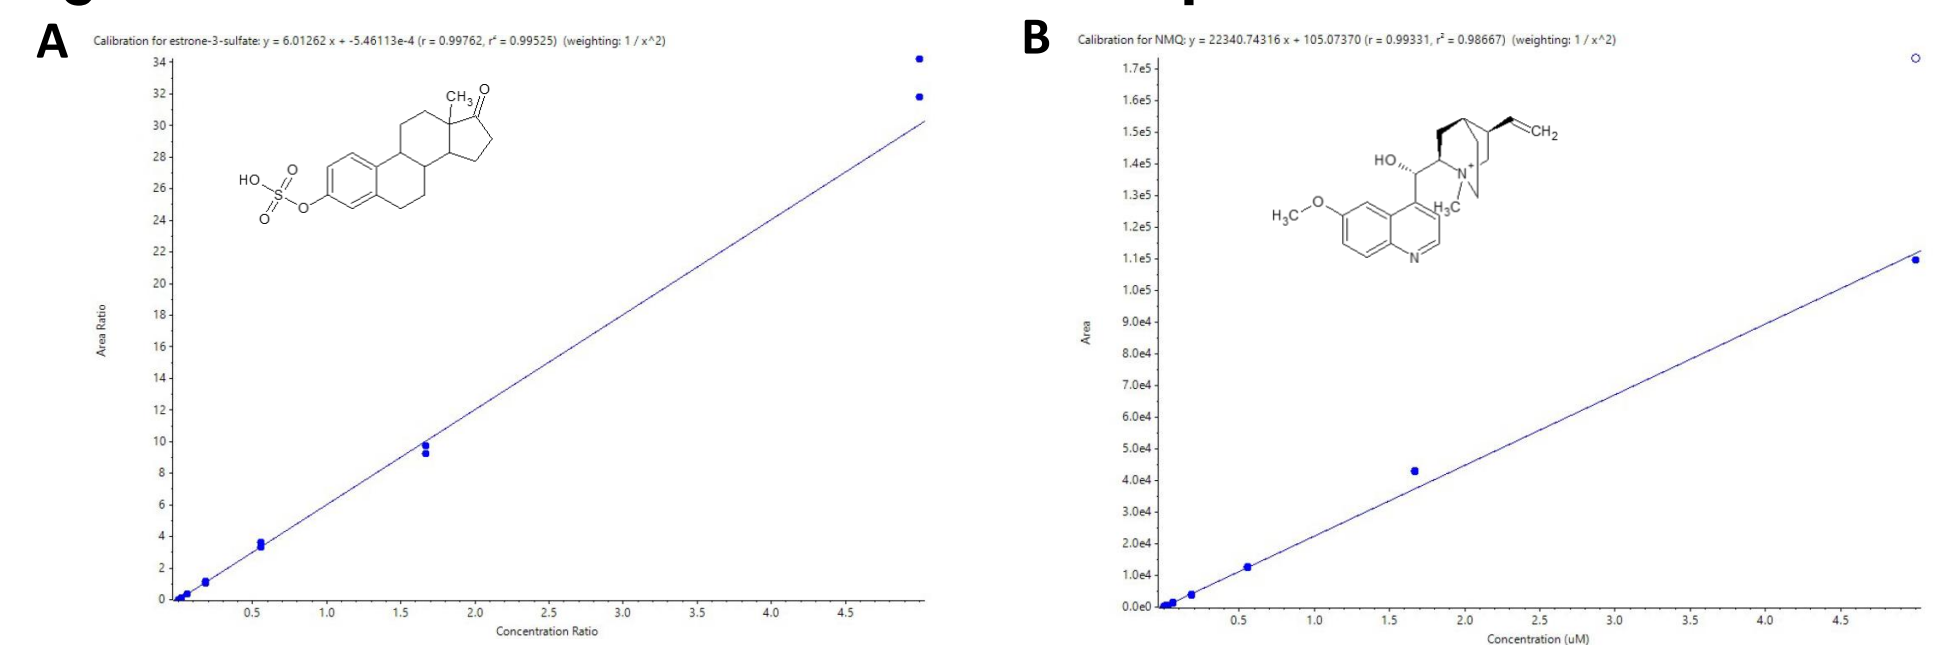 A
Calibration for estrone-3-sulfate: y = 6.01262 x + -5.46113e-4 (r = 0.99762, r² = 0.99525) (weighting: 1 / x^2)
34
32
30
28
26
24
22
20
18
16
14
12
10
8
6
4
2
0
Area Ratio
CH3
O
HO
O
S
O
O
0.5 1.0 1.5 2.0 2.5 3.0 3.5 4.0 4.5
Concentration Ratio
B
Calibration for NMQ: y = 22340.74316 x + 105.07370 (r = 0.99331, r² = 0.98667) (weighting: 1 / x^2)
1.7e5
1.6e5
1.5e5
1.4e5
1.3e5
1.2e5
1.1e5
1.0e5
9.0e4
8.0e4
7.0e4
6.0e4
5.0e4
4.0e4
3.0e4
2.0e4
1.0e4
0.0e0
Area
CH2
HO
N+
H3C
O
H3C
N
0.5 1.0 1.5 2.0 2.5 3.0 3.5 4.0 4.5
Concentration (uM)